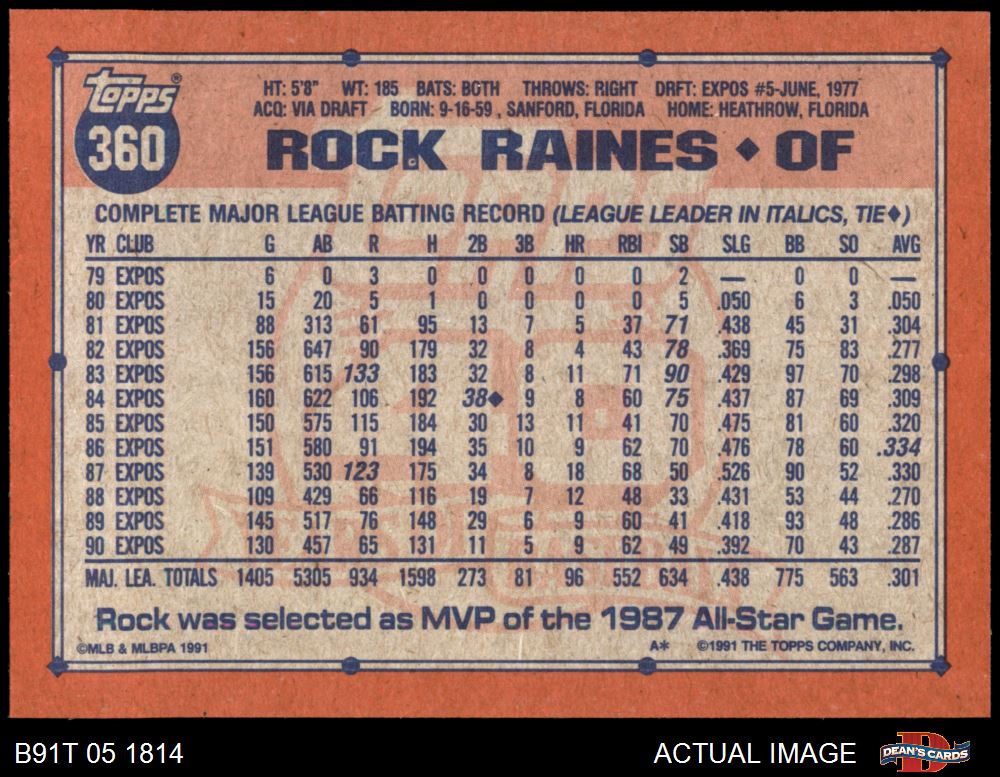 topps®
360
HT: 5'8" WT: 185 BATS: BOTH THROWS: RIGHT DRFT: EXPOS #5-JUNE, 1977
ACQ: VIA DRAFT BORN: 9-16-59, SANFORD, FLORIDA HOME: HEATHROW, FLORIDA
ROCK RAINES ◆ OF
COMPLETE MAJOR LEAGUE BATTING RECORD (LEAGUE LEADER IN ITALICS, TIE◆)
YR CLUB G AB R H 2B 3B HR RBI SB SLG BB SO AVG
79 EXPOS 6 0 3 0 0 0 0 0 2 — 0 0 —
80 EXPOS 15 20 5 1 0 0 0 0 5 .050 6 3 .050
81 EXPOS 88 313 61 95 13 7 5 37 71 .438 45 31 .304
82 EXPOS 156 647 90 179 32 8 4 43 78 .369 75 83 .277
83 EXPOS 156 615 133 183 32 8 11 71 90 .429 97 70 .298
84 EXPOS 160 622 106 192 38◆ 9 8 60 75 .437 87 69 .309
85 EXPOS 150 575 115 184 30 13 11 41 70 .475 81 60 .320
86 EXPOS 151 580 91 194 35 10 9 62 70 .476 78 60 .334
87 EXPOS 139 530 123 175 34 8 18 68 50 .526 90 52 .330
88 EXPOS 109 429 66 116 19 7 12 48 33 .431 53 44 .270
89 EXPOS 145 517 76 148 29 6 9 60 41 .418 93 48 .286
90 EXPOS 130 457 65 131 11 5 9 62 49 .392 70 43 .287
MAJ. LEA. TOTALS 1405 5305 934 1598 273 81 96 552 634 .438 775 563 .301
Rock was selected as MVP of the 1987 All-Star Game.
©MLB & MLBPA 1991 A* ©1991 THE TOPPS COMPANY, INC.
B91T 05 1814 ACTUAL IMAGE DEAN'S CARDS